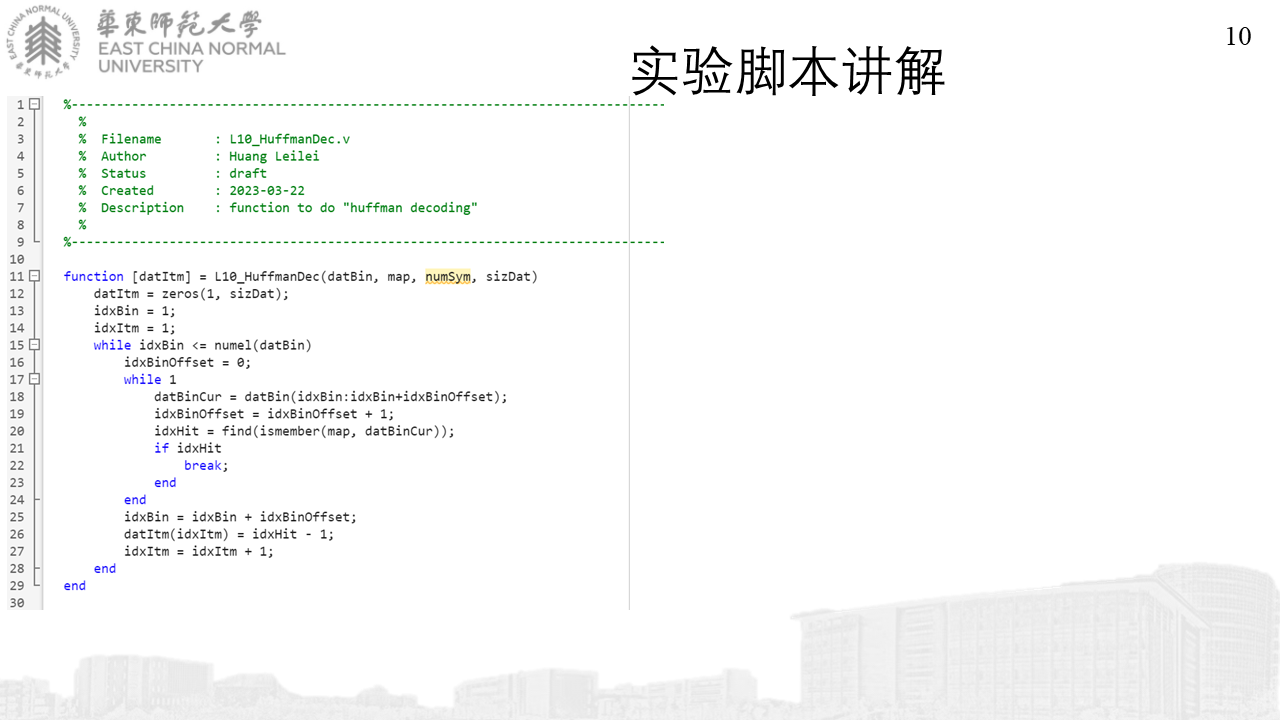 華東師範大學
EAST CHINA NORMAL
UNIVERSITY
EAST CHINA NORMAL UNIVERSITY
華東師範大學
10
实验脚本讲解
1 %-------------------------------------------------------------------------------
2 %
3 % Filename : L10_HuffmanDec.v
4 % Author : Huang Leilei
5 % Status : draft
6 % Created : 2023-03-22
7 % Description : function to do "huffman decoding"
8 %
9 %-------------------------------------------------------------------------------
10
11 function [datItm] = L10_HuffmanDec(datBin, map, numSym, sizDat)
12 datItm = zeros(1, sizDat);
13 idxBin = 1;
14 idxItm = 1;
15 while idxBin <= numel(datBin)
16 idxBinOffset = 0;
17 while 1
18 datBinCur = datBin(idxBin:idxBin+idxBinOffset);
19 idxBinOffset = idxBinOffset + 1;
20 idxHit = find(ismember(map, datBinCur));
21 if idxHit
22 break;
23 end
24 end
25 idxBin = idxBin + idxBinOffset;
26 datItm(idxItm) = idxHit - 1;
27 idxItm = idxItm + 1;
28 end
29 end
30